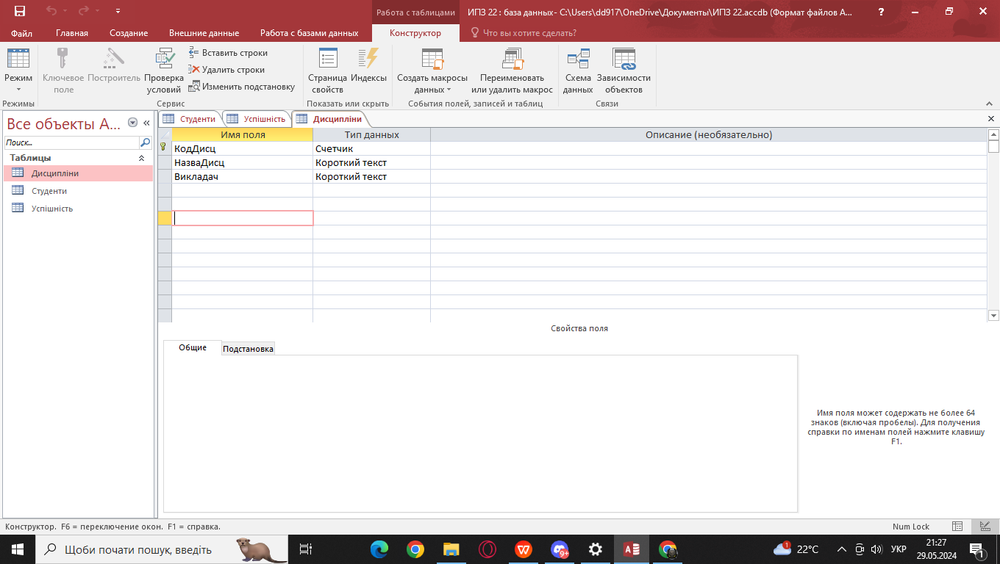 Работа с таблицами
ИПЗ 22 : база данных- C:\Users\dd917\OneDrive\Документы\ИПЗ 22.accdb (Формат файлов A...
?
Файл Главная Создание Внешние данные Работа с базами данных Конструктор Что вы хотите сделать?
Режим
Ключевое поле
Построитель
Проверка условий
Вставить строки
Удалить строки
Изменить подстановку
Страница свойств
Индексы
Создать макросы данных
Переименовать или удалить макрос
Схема данных
Зависимости объектов
Режимы Сервис Показать или скрыть События полей, записей и таблиц Связи
Все объекты A...
Поиск...
Таблицы
Дисципліни
Студенти
Успішність
Студенти Успішність Дисципліни
Имя поля Тип данных Описание (необязательно)
КодДисц Счетчик
НазваДисц Короткий текст
Викладач Короткий текст
Свойства поля
Общие Подстановка
Имя поля может содержать не более 64
знаков (включая пробелы). Для получения
справки по именам полей нажмите клавишу
F1.
Конструктор. F6 = переключение окон. F1 = справка. Num Lock
Щоби почати пошук, введіть
9+
1
22°C
УКР
21:27
29.05.2024
1